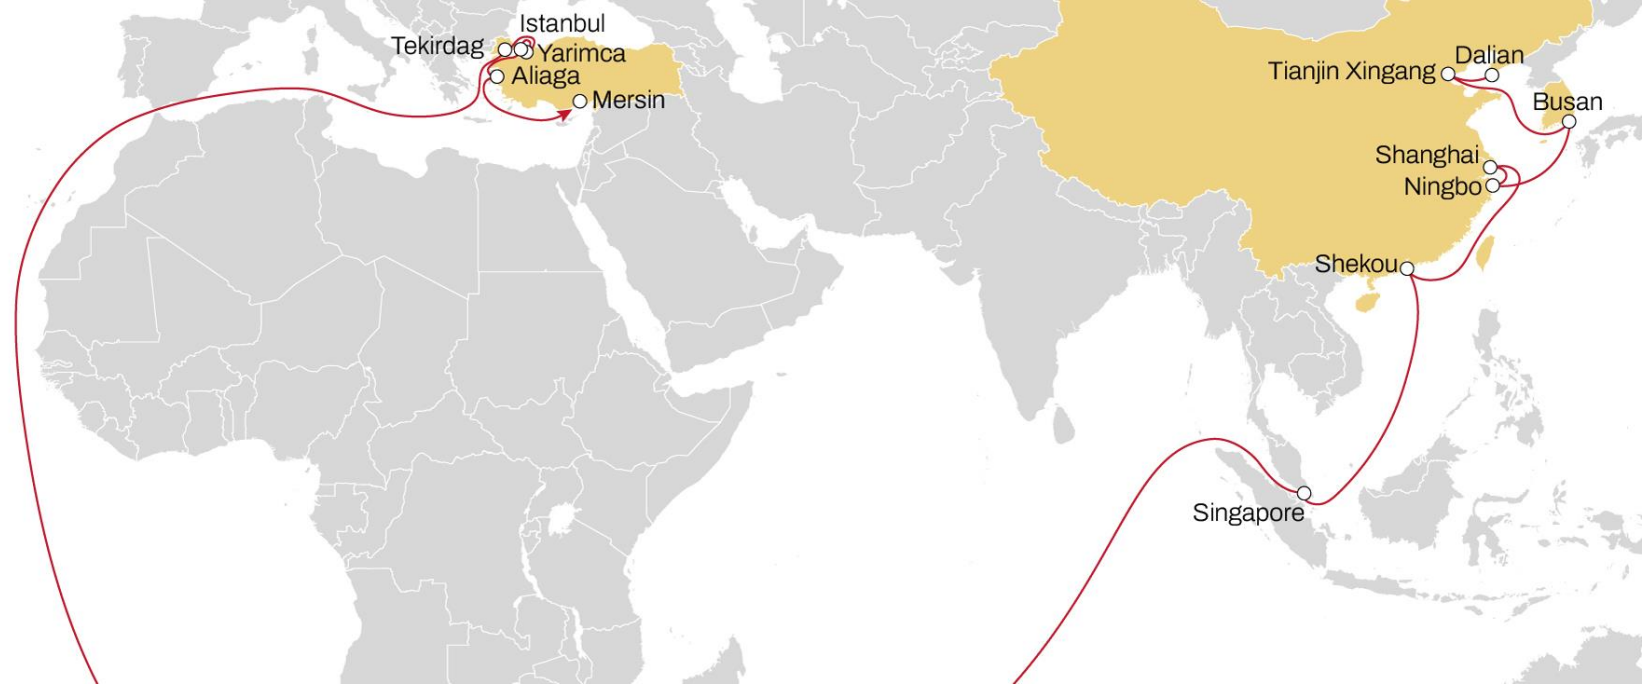 Istanbul
Tekirdag
Yarimca
Aliaga
Mersin
Dalian
Tianjin Xingang
Busan
Shanghai
Ningbo
Shekou
Singapore